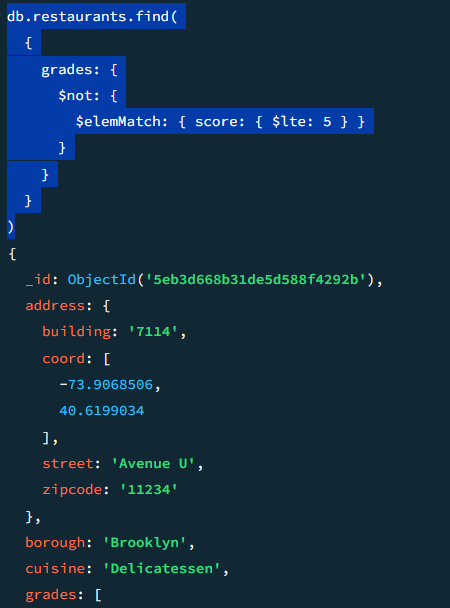 db.restaurants.find(
  {
    grades: {
      $not: {
        $elemMatch: { score: { $lte: 5 } }
      }
    }
  }
)
{
  _id: ObjectId('5eb3d668b31de5d588f4292b'),
  address: {
    building: '7114',
    coord: [
      -73.9068506,
      40.6199034
    ],
    street: 'Avenue U',
    zipcode: '11234'
  },
  borough: 'Brooklyn',
  cuisine: 'Delicatessen',
  grades: [